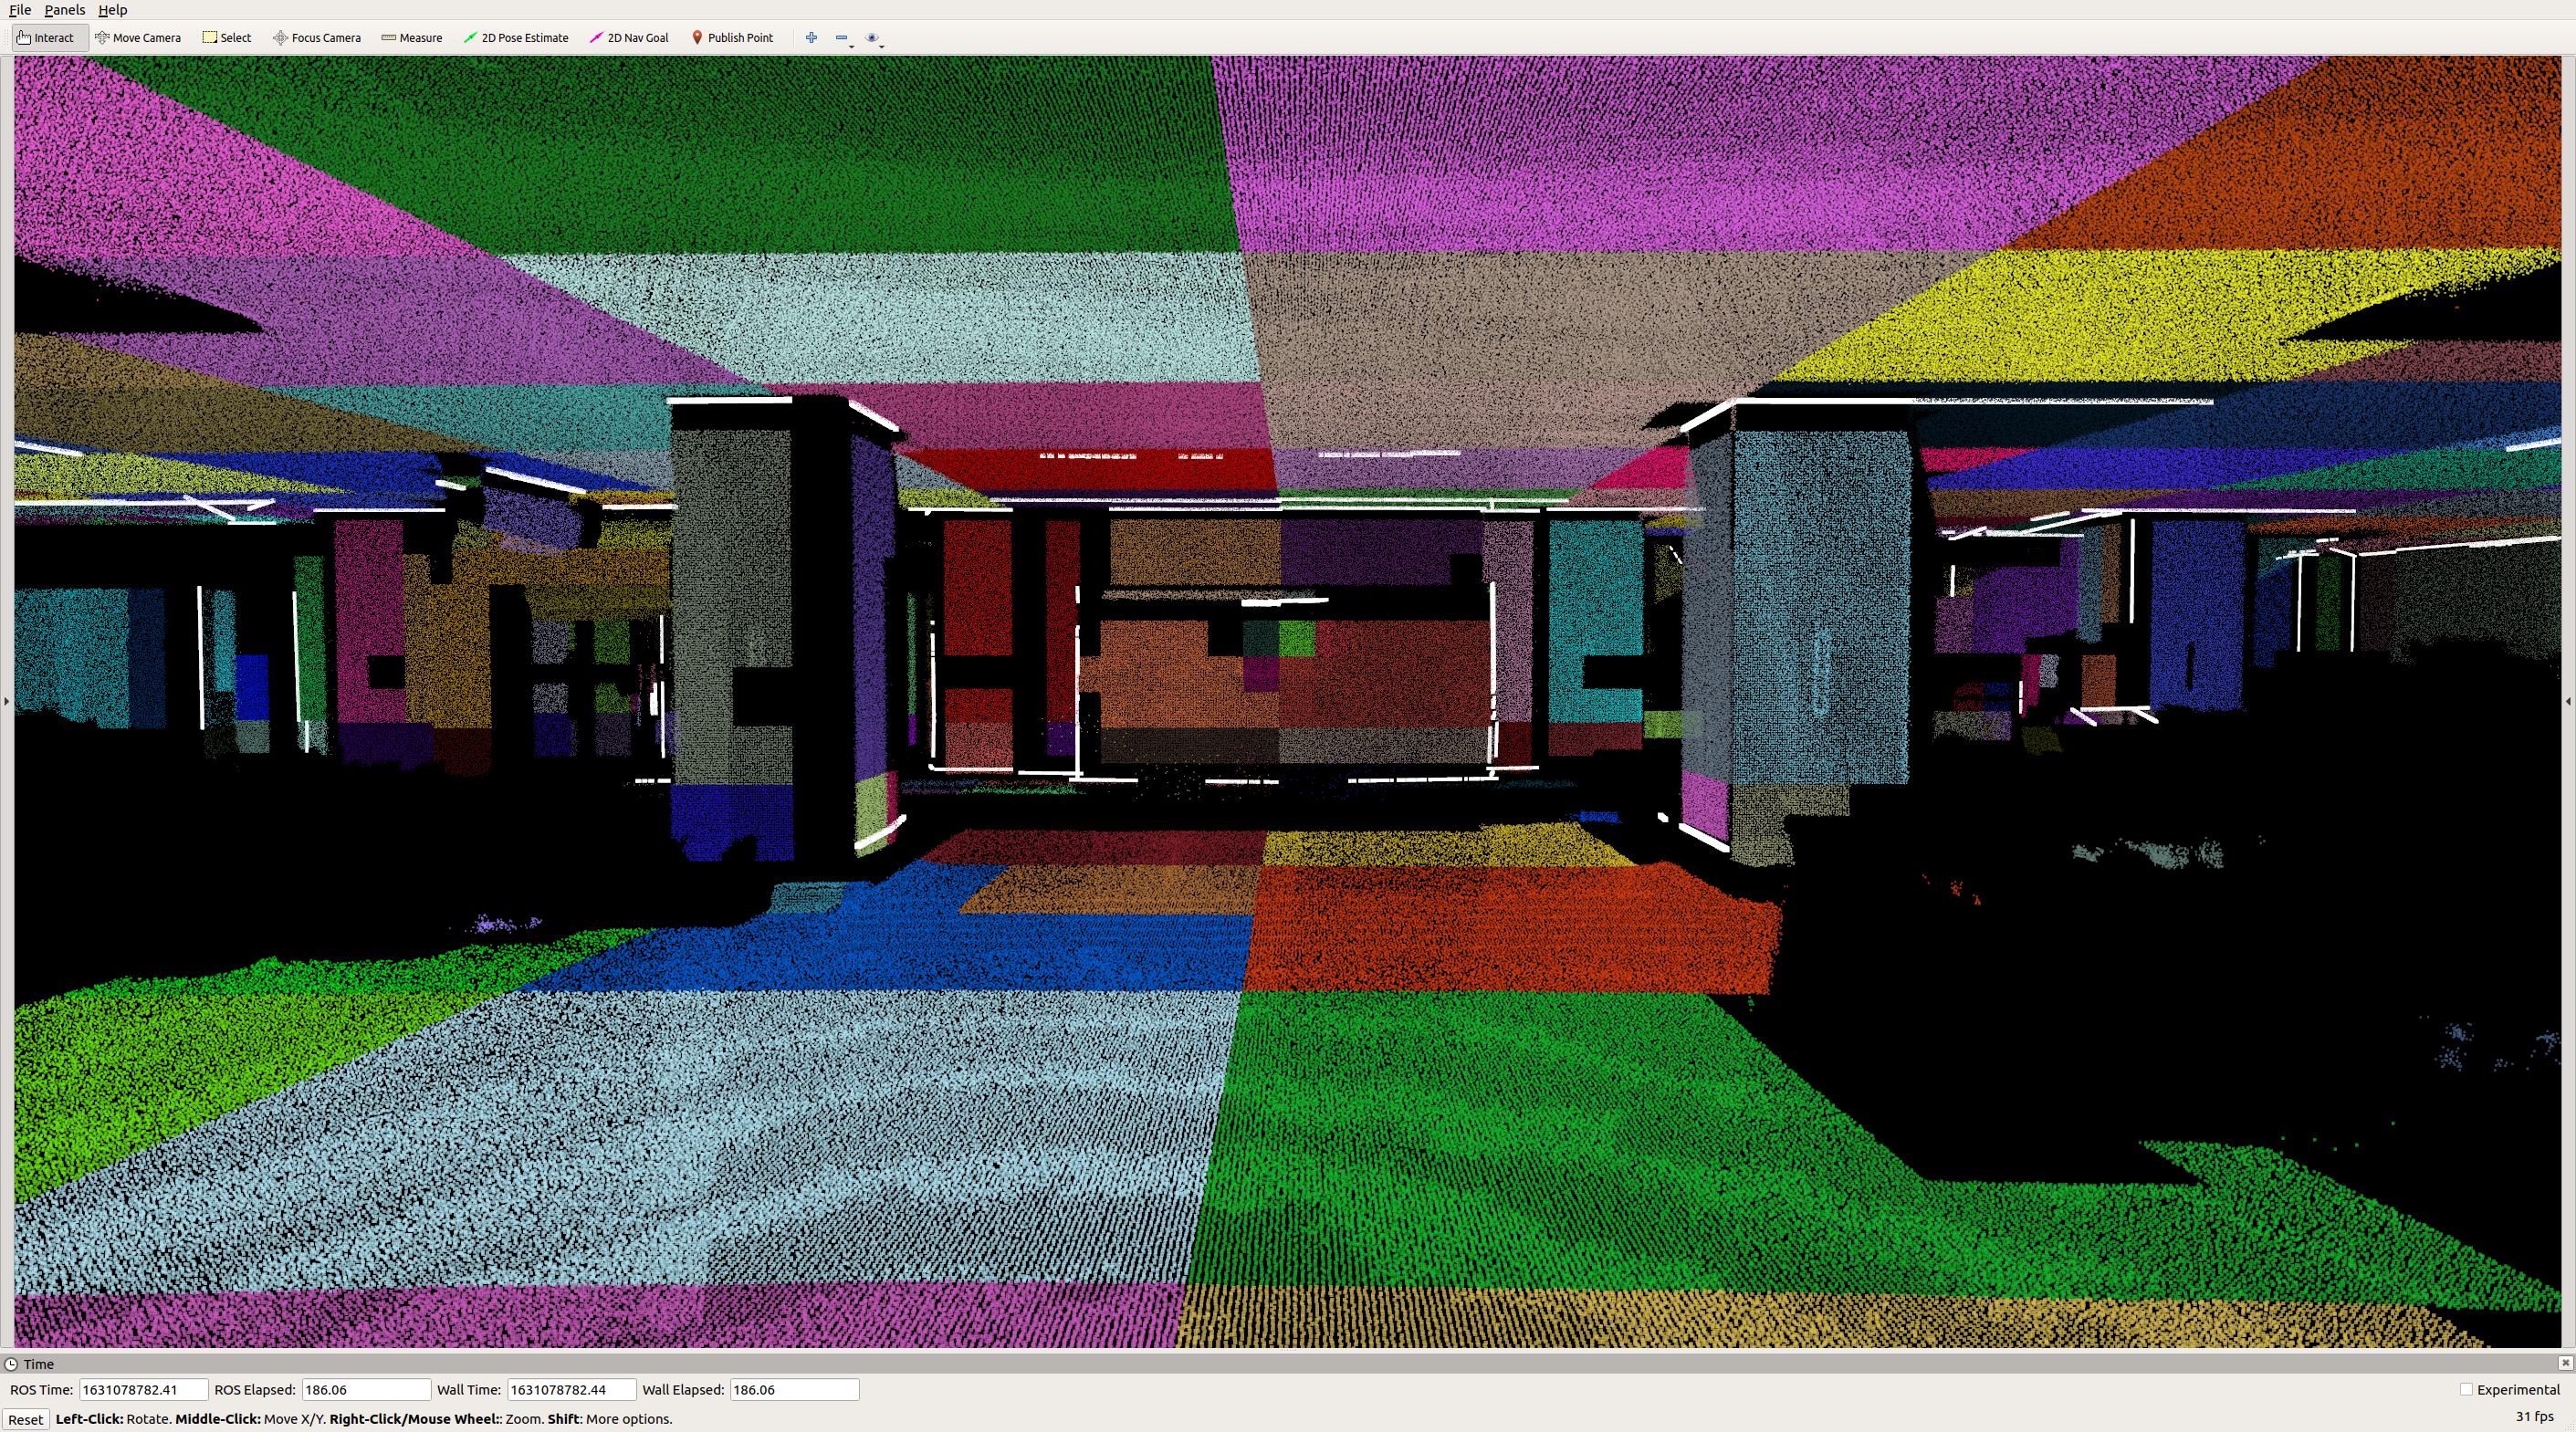 File Panels Help
Interact Move Camera Select Focus Camera Measure 2D Pose Estimate 2D Nav Goal Publish Point
Time
ROS Time: 1631078782.41 ROS Elapsed: 186.06 Wall Time: 1631078782.44 Wall Elapsed: 186.06 Experimental
Reset Left-Click: Rotate. Middle-Click: Move X/Y. Right-Click/Mouse Wheel:: Zoom. Shift: More options. 31 fps